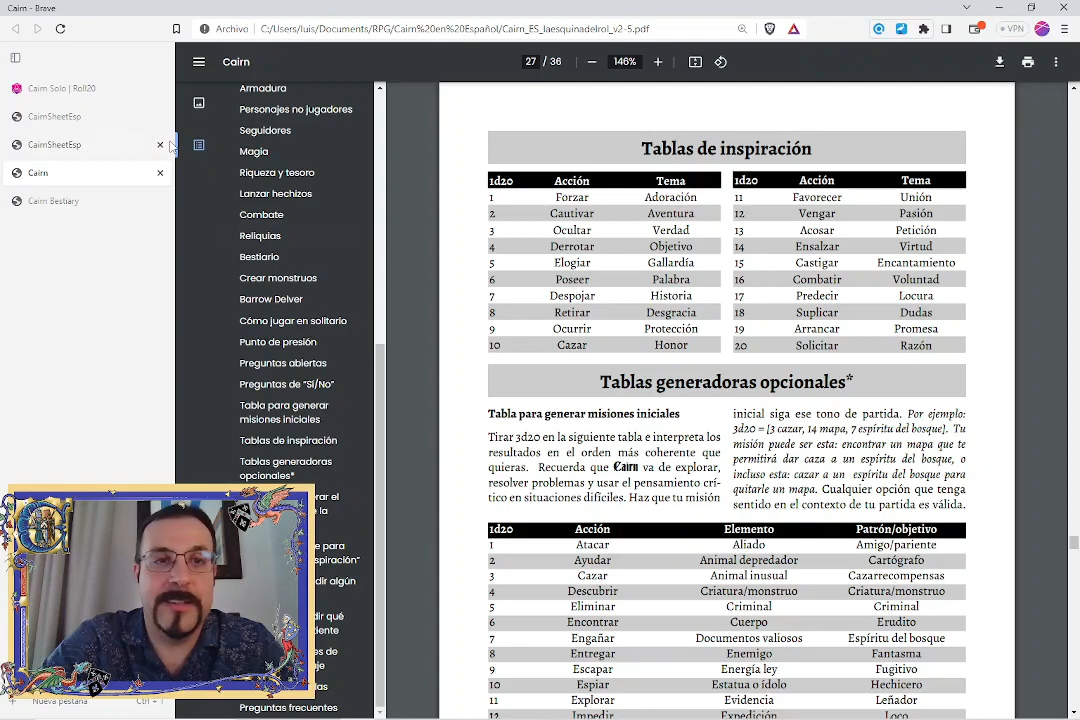 Cairn - Brave
Archivo
C:/Users/luis/Documents/RPG/Cairn%20en%20Español/Cairn_ES_laesquinadelrol_v2-5.pdf
VPN
Cairn
27 / 36
146%
Cairn Solo | Roll20
CairnSheetEsp
CairnSheetEsp
Cairn
Cairn Bestiary
Armadura
Personajes no jugadores
Seguidores
Magia
Riqueza y tesoro
Lanzar hechizos
Combate
Reliquias
Bestiario
Crear monstruos
Barrow Delver
Cómo jugar en solitario
Punto de presión
Preguntas abiertas
Preguntas de "Sí/No"
Tabla para generar
misiones iniciales
Tablas de inspiración
Tablas generadoras
opcionales*
para
piración"
dir algún
dir qué
iente
es de
Preguntas frecuentes
Nueva pestaña
Ctrl +
Tablas de inspiración
1d20 Acción Tema
1 Forzar Adoración
2 Cautivar Aventura
3 Ocultar Verdad
4 Derrotar Objetivo
5 Elogiar Gallardía
6 Poseer Palabra
7 Despojar Historia
8 Retirar Desgracia
9 Ocurrir Protección
10 Cazar Honor
1d20 Acción Tema
11 Favorecer Unión
12 Vengar Pasión
13 Acosar Petición
14 Ensalzar Virtud
15 Castigar Encantamiento
16 Combatir Voluntad
17 Predecir Locura
18 Suplicar Dudas
19 Arrancar Promesa
20 Solicitar Razón
Tablas generadoras opcionales*
Tabla para generar misiones iniciales
Tirar 3d20 en la siguiente tabla e interpreta los
resultados en el orden más coherente que
quieras. Recuerda que Cairn va de explorar,
resolver problemas y usar el pensamiento crí-
tico en situaciones difíciles. Haz que tu misión
inicial siga ese tono de partida. Por ejemplo:
3d20 = [3 cazar, 14 mapa, 7 espíritu del bosque]. Tu
misión puede ser esta: encontrar un mapa que te
permitirá dar caza a un espíritu del bosque, o
incluso esta: cazar a un espíritu del bosque para
quitarle un mapa. Cualquier opción que tenga
sentido en el contexto de tu partida es válida.
1d20 Acción Elemento Patrón/objetivo
1 Atacar Aliado Amigo/pariente
2 Ayudar Animal depredador Cartógrafo
3 Cazar Animal inusual Cazarrecompensas
4 Descubrir Criatura/monstruo Criatura/monstruo
5 Eliminar Criminal Criminal
6 Encontrar Cuerpo Erudito
7 Engañar Documentos valiosos Espíritu del bosque
8 Entregar Enemigo Fantasma
9 Escapar Energía ley Fugitivo
10 Espiar Estatua o ídolo Hechicero
11 Explorar Evidencia Leñador
12 Impedir Expedición Loco